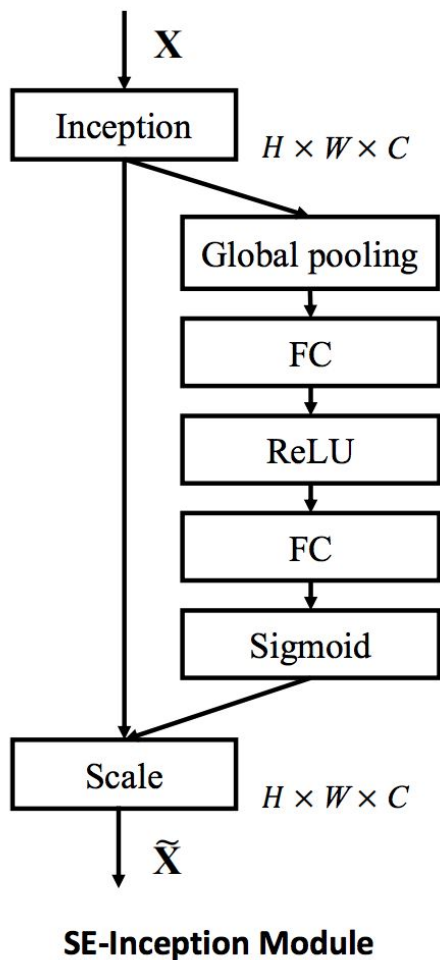 X
Inception
H × W × C
Global pooling
FC
ReLU
FC
Sigmoid
Scale
H × W × C
X̃
SE-Inception Module